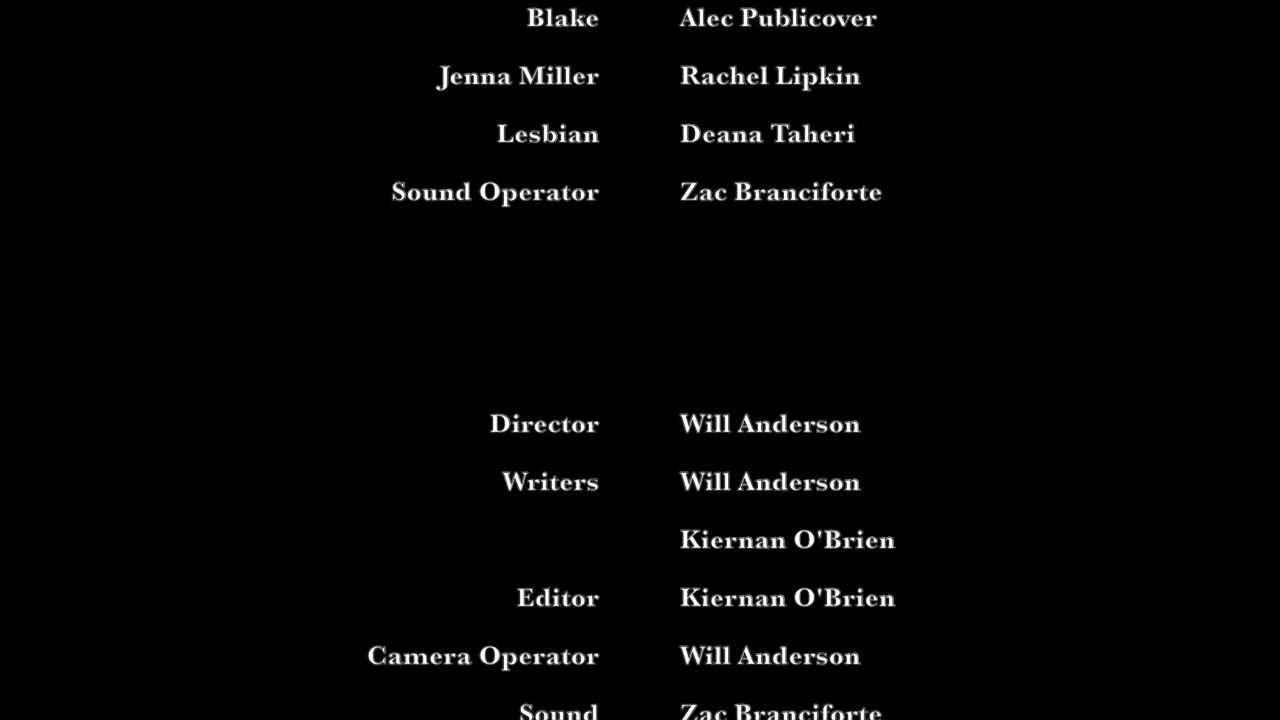 Blake Alec Publicover
Jenna Miller Rachel Lipkin
Lesbian Deana Taheri
Sound Operator Zac Branciforte
Director Will Anderson
Writers Will Anderson
Kiernan O'Brien
Editor Kiernan O'Brien
Camera Operator Will Anderson
Sound Zac Branciforte